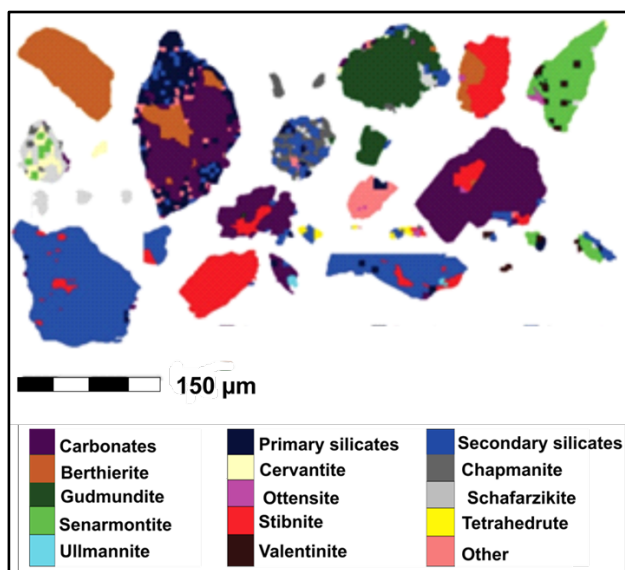 150 µm
Carbonates Primary silicates Secondary silicates
Berthierite Cervantite Chapmanite
Gudmundite Ottensite Schafarzikite
Senarmontite Stibnite Tetrahedrute
Ullmannite Valentinite Other